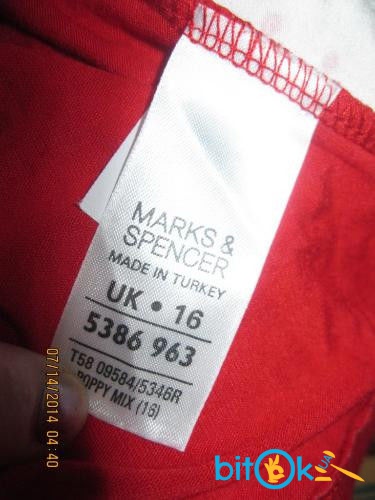 MARKS &
SPENCER
MADE IN TURKEY
UK • 16
5386 963
T58 09584/5346R
POPPY MIX (16)
07/14/2014 04:40
bitOk